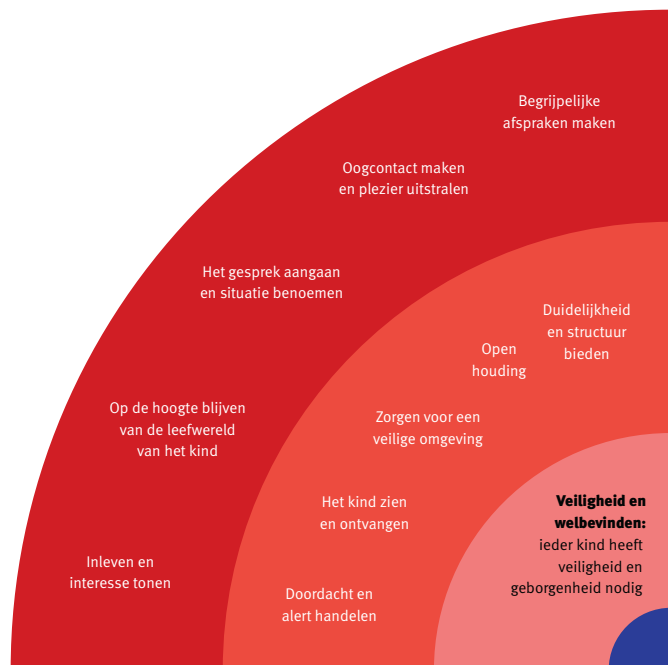 Begrijpelijke
afspraken maken
Oogcontact maken
en plezier uitstralen
Het gesprek aangaan
en situatie benoemen
Op de hoogte blijven
van de leefwereld
van het kind
Inleven en
interesse tonen
Duidelijkheid
en structuur
bieden
Open
houding
Zorgen voor een
veilige omgeving
Het kind zien
en ontvangen
Doordacht en
alert handelen
Veiligheid en
welbevinden:
ieder kind heeft
veiligheid en
geborgenheid nodig